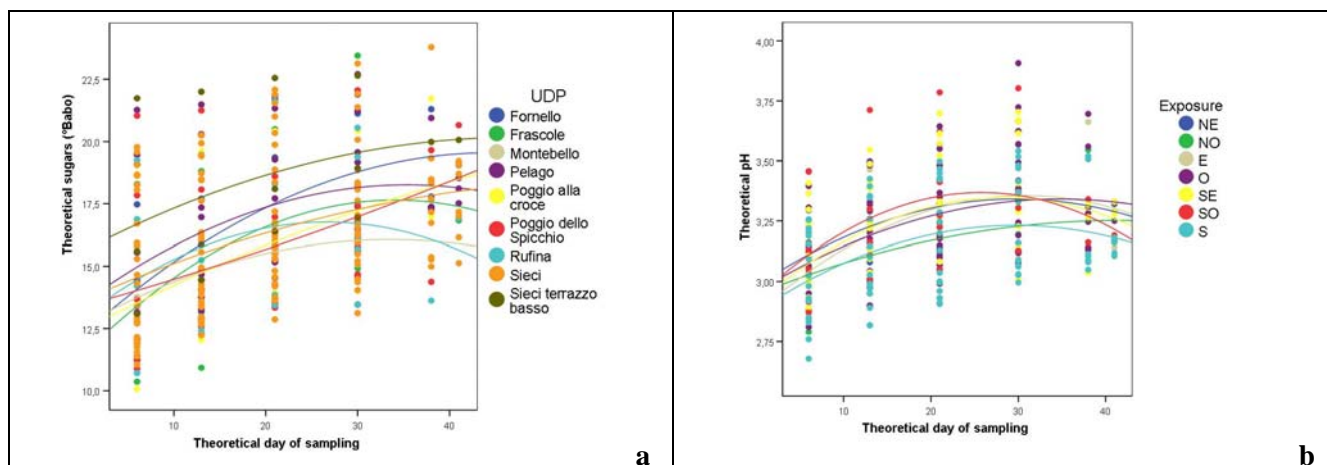 Theoretical sugars (°Babo)
22,5
20,0
17,5
15,0
12,5
10,0
10
20
30
40
Theoretical day of sampling
UDP
Fornello
Frascole
Montebello
Pelago
Poggio alla
croce
Poggio dello
Spicchio
Rufina
Sieci
Sieci terrazzo
basso
a
Theoretical pH
4,00
3,75
3,50
3,25
3,00
2,75
10
20
30
40
Theoretical day of sampling
Exposure
NE
NO
E
O
SE
SO
S
b